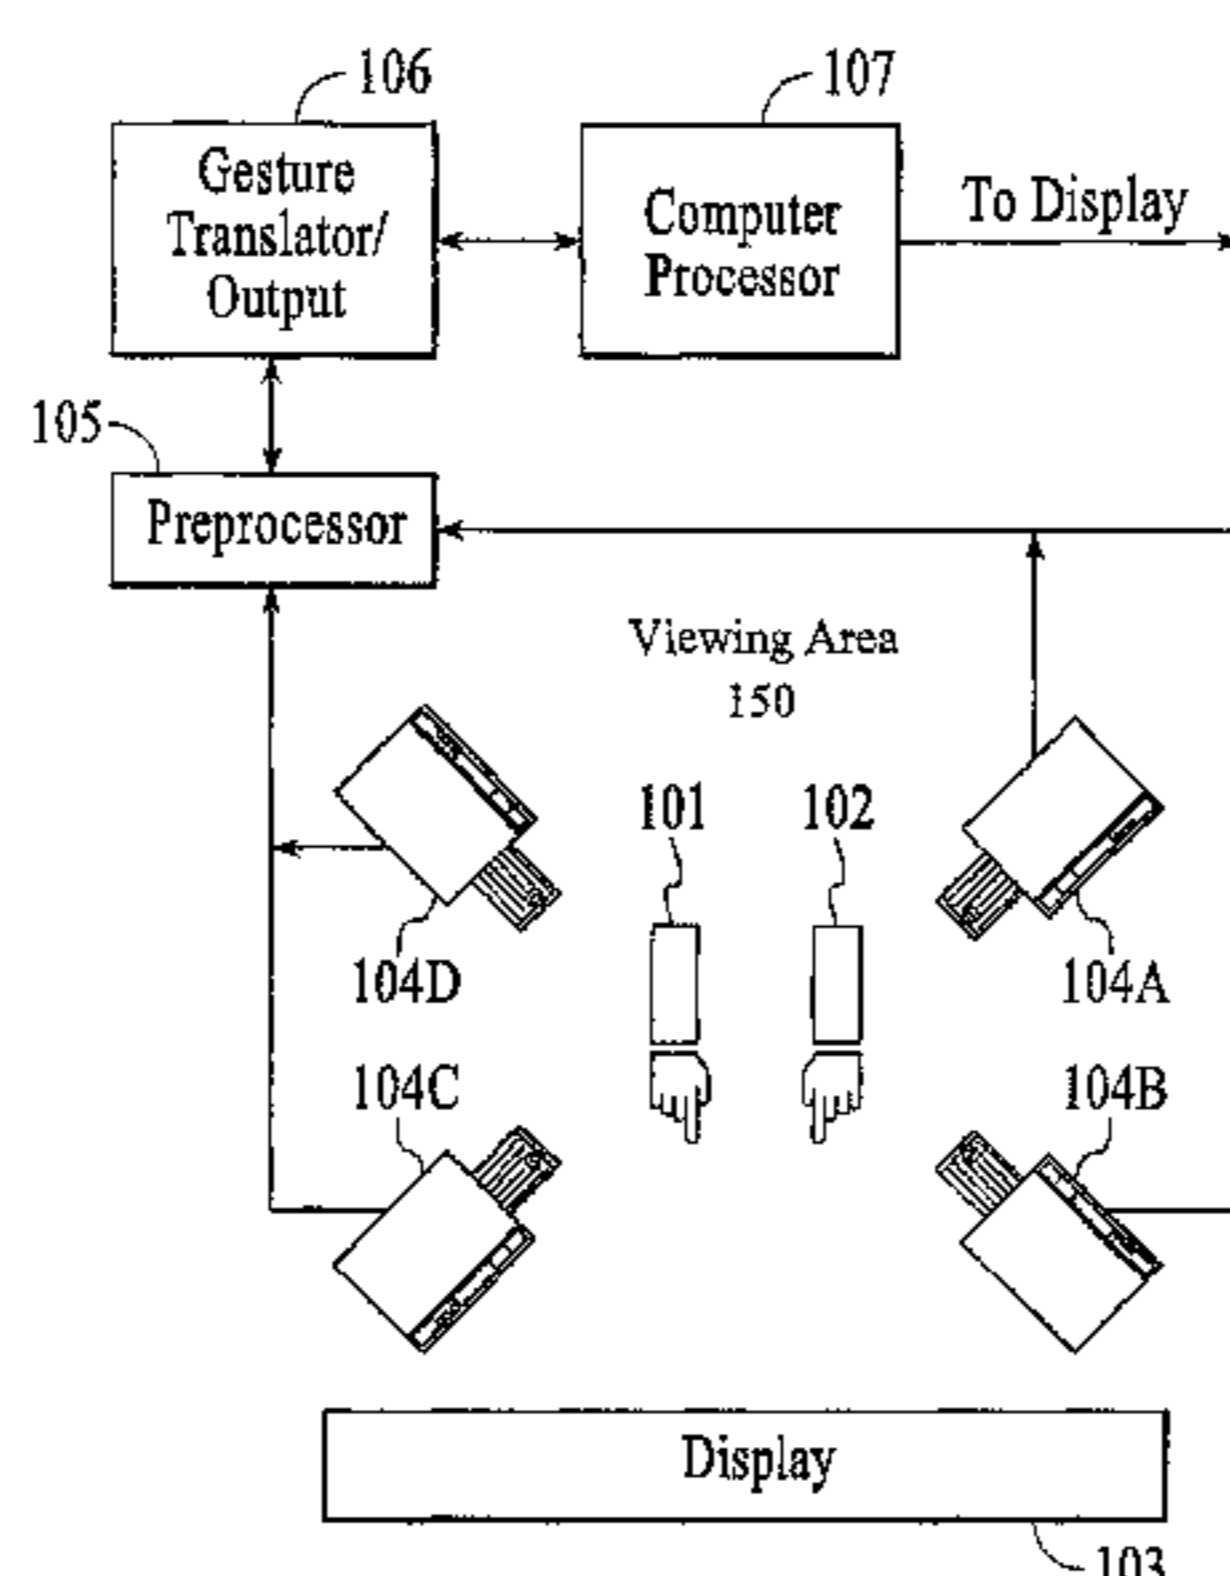 106
107
Gesture
Translator/
Output
Computer
Processor
To Display
105
Preprocessor
Viewing Area
150
101
102
104D
104A
104C
104B
Display
103